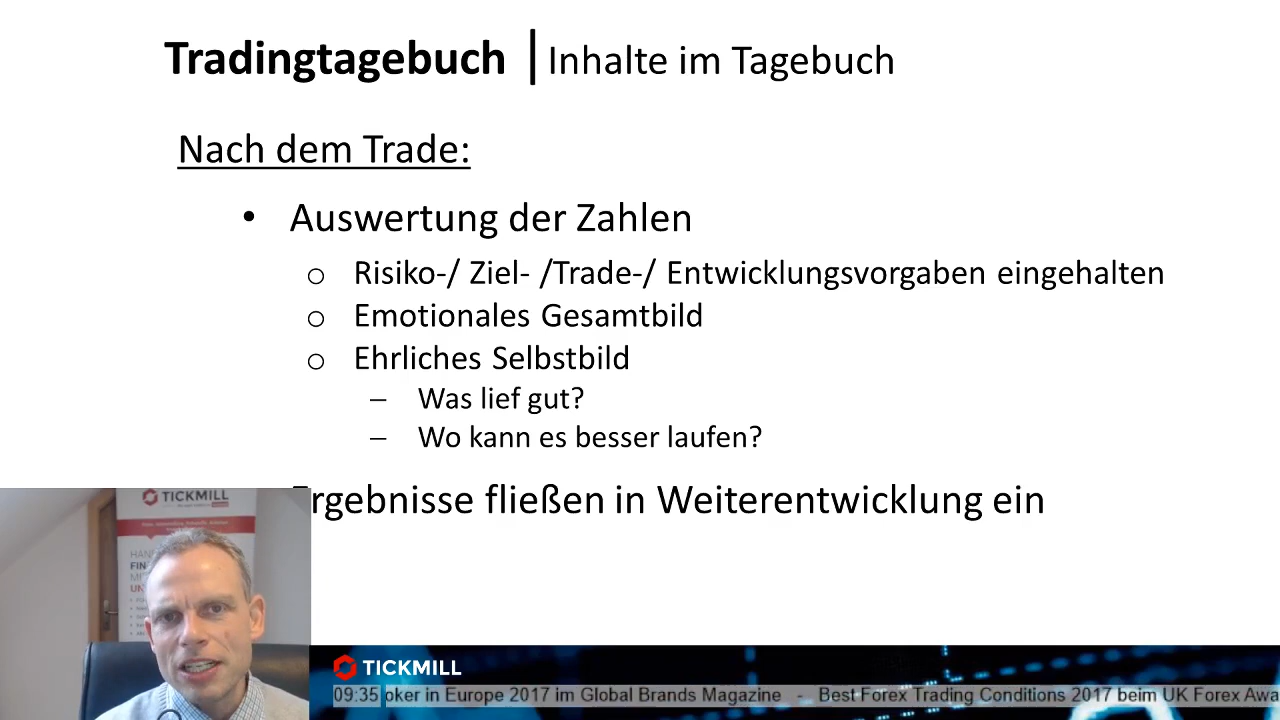 Tradingtagebuch | Inhalte im Tagebuch
Nach dem Trade:
• Auswertung der Zahlen
o Risiko-/ Ziel- /Trade-/ Entwicklungsvorgaben eingehalten
o Emotionales Gesamtbild
o Ehrliches Selbstbild
– Was lief gut?
– Wo kann es besser laufen?
Ergebnisse fließen in Weiterentwicklung ein
TICKMILL
TICKMILL
09:35 oker in Europe 2017 im Global Brands Magazine - Best Forex Trading Conditions 2017 beim UK Forex Awa